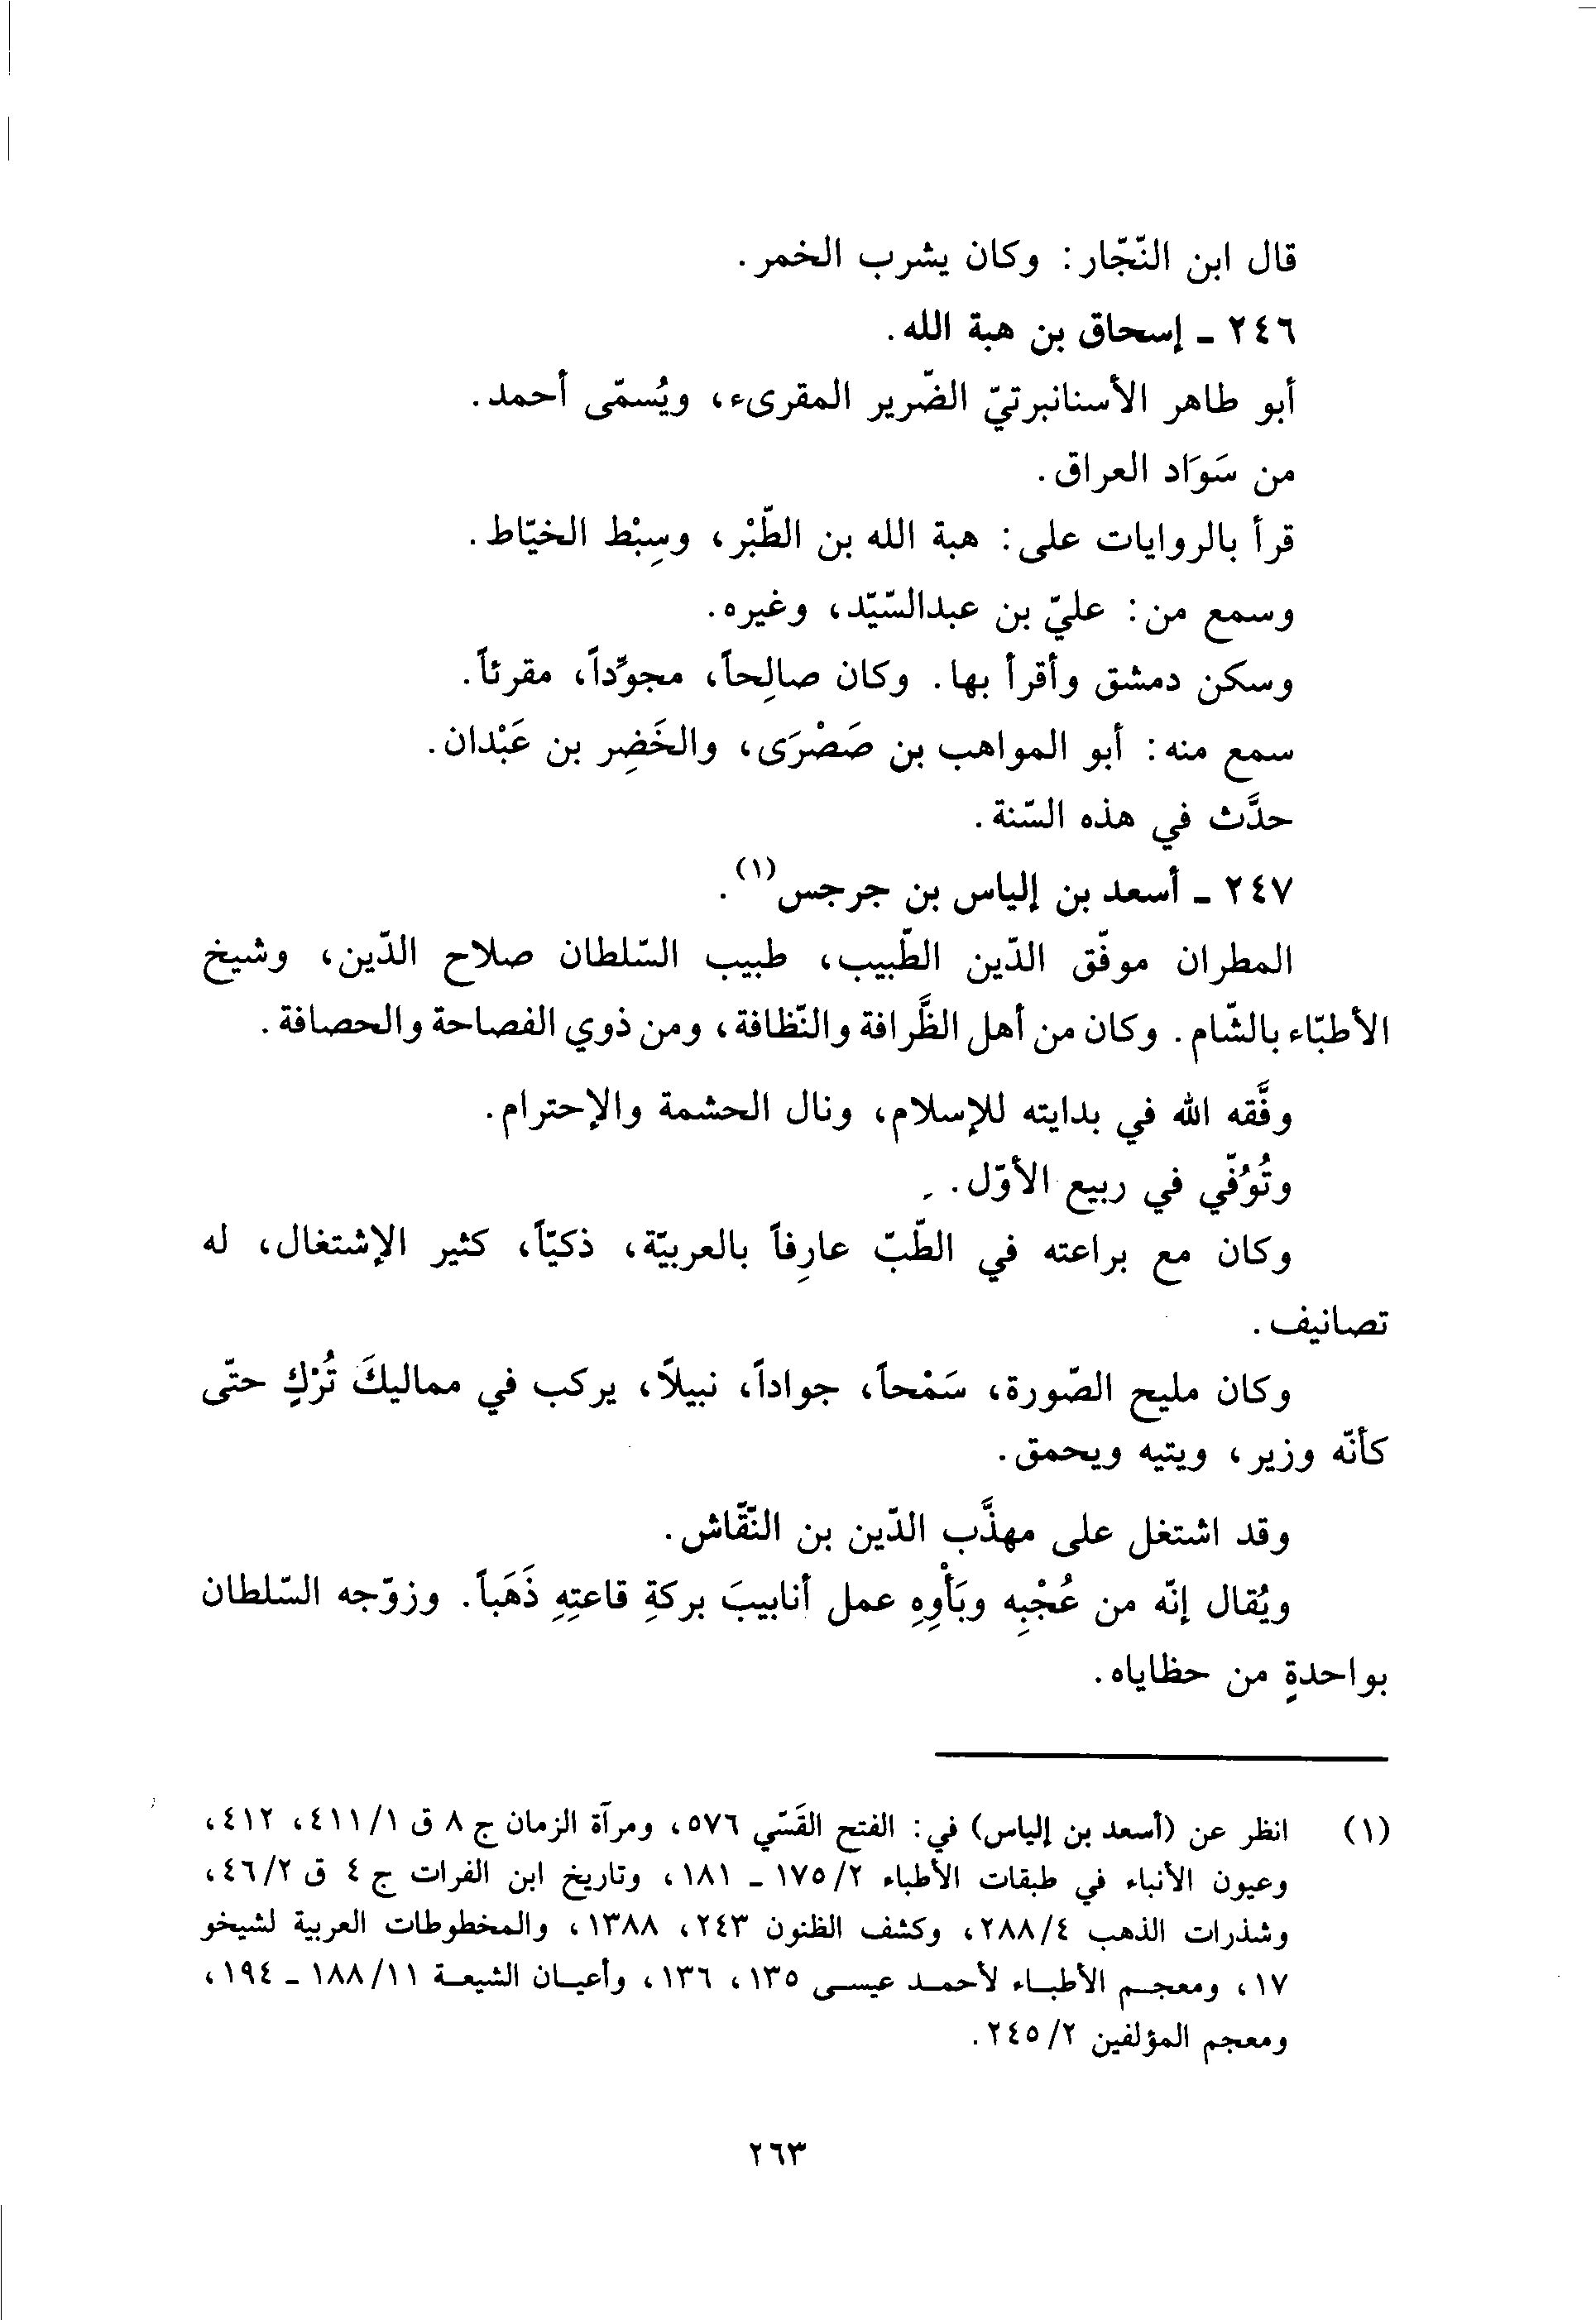 قال ابن النّجّار: وكان يشرب الخمر.
٢٤٦ - إسحاق بن هبة الله.
أبو طاهر الأسنانبرتيّ الضّرير المقرىء، ويُسمّى أحمد.
من سَوَاد العراق.
قرأ بالروايات على: هبة الله بن الطّبْر، وسِبْط الخيّاط.
وسمع من: عليّ بن عبدالسّيّد، وغيره.
وسكن دمشق وأقرأ بها. وكان صالِحاً، مجوّداً، مقرئاً.
سمع منه: أبو المواهب بن صَصْرَى، والخَضِر بن عَبْدان.
حدَّث في هذه السّنة.
٢٤٧ - أسعد بن إلياس بن جرجس(١).
المطران موفّق الدّين الطّبيب، طبيب السّلطان صلاح الدّين، وشيخ
الأطبّاء بالشّام. وكان من أهل الظَّرافة والنّظافة، ومن ذوي الفصاحة والحصافة.
وفَّقه الله في بدايته للإسلام، ونال الحشمة والإحترام.
وتُوُفّي في ربيع الأوّل.
وكان مع براعته في الطّبّ عارِفاً بالعربيّة، ذكيّاً، كثير الإشتغال، له
تصانيف.
وكان مليح الصّورة، سَمْحاً، جواداً، نبيلاً، يركب في مماليكَ تُرْكٍ حتّى
كأنّه وزير، ويتيه ويحمق.
وقد اشتغل على مهذَّب الدّين بن النّقّاش.
ويُقال إنّه من عُجْبِه وبَأْوِهِ عمل أنابيبَ بركةِ قاعتِهِ ذَهَباً. وزوّجه السّلطان
بواحدةٍ من حظاياه.
(١) انظر عن (أسعد بن إلياس) في: الفتح القَسّي ٥٧٦، ومرآة الزمان ج ٨ ق ١/٤١١، ٤١٢،
وعيون الأنباء في طبقات الأطباء ٢/١٧٥ - ١٨١، وتاريخ ابن الفرات ج ٤ ق ٢/٤٦،
وشذرات الذهب ٤/٢٨٨، وكشف الظنون ٢٤٣، ١٣٨٨، والمخطوطات العربية لشيخو
١٧، ومعجـم الأطبـاء لأحمـد عيسـى ١٣٥، ١٣٦، وأعيـان الشيعـة ١١/١٨٨ - ١٩٤،
ومعجم المؤلفين ٢/٢٤٥.
٢٦٣